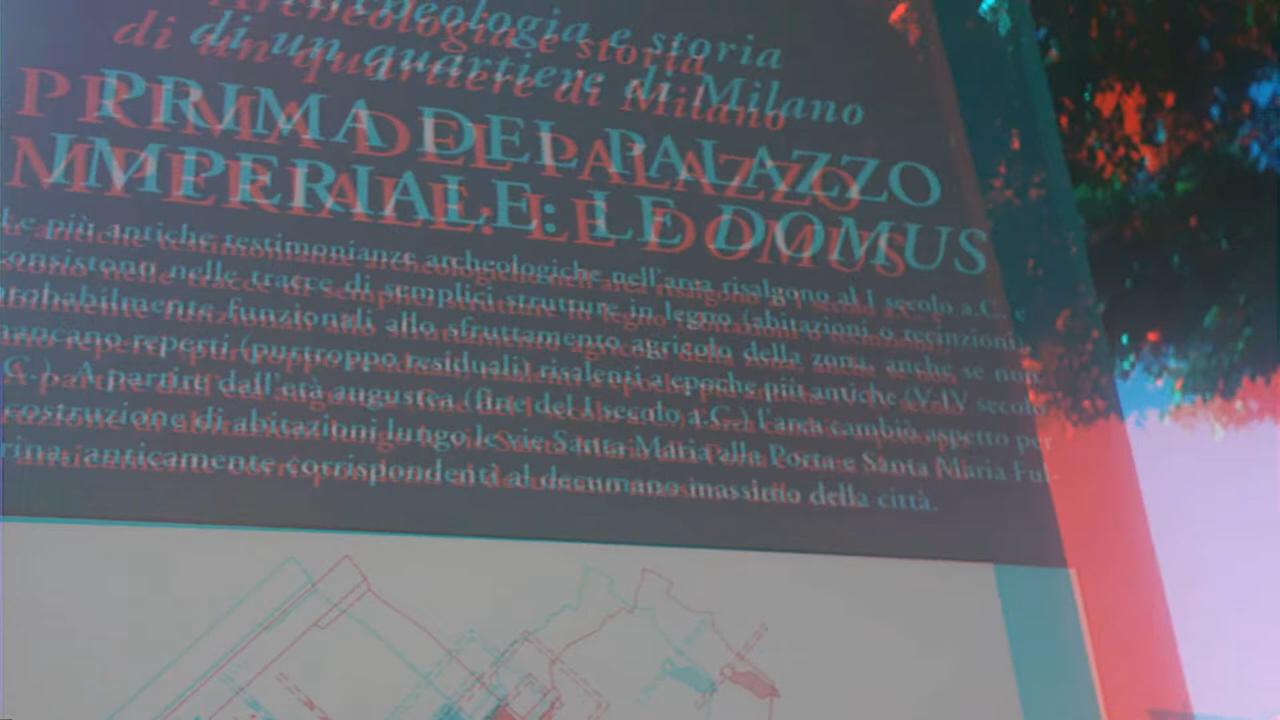 Archeologia e storia
di un quartiere di Milano
PRIMA DEL PALAZZO
IMPERIALE: LE DOMUS
Le più antiche testimonianze archeologiche nell'area risalgono al I secolo a.C. e
consistono nelle tracce di semplici strutture in legno (abitazioni o recinzioni),
probabilmente funzionali allo sfruttamento agricolo della zona, anche se non
mancano reperti (purtroppo residuali) risalenti a epoche più antiche (V-IV secolo
a.C.). A partire dall'età augustea (fine del I secolo a.C.) l'area cambiò aspetto per
costruzione di abitazioni lungo le vie Santa Maria alla Porta e Santa Maria Ful-
rina, anticamente corrispondenti al decumano massimo della città.